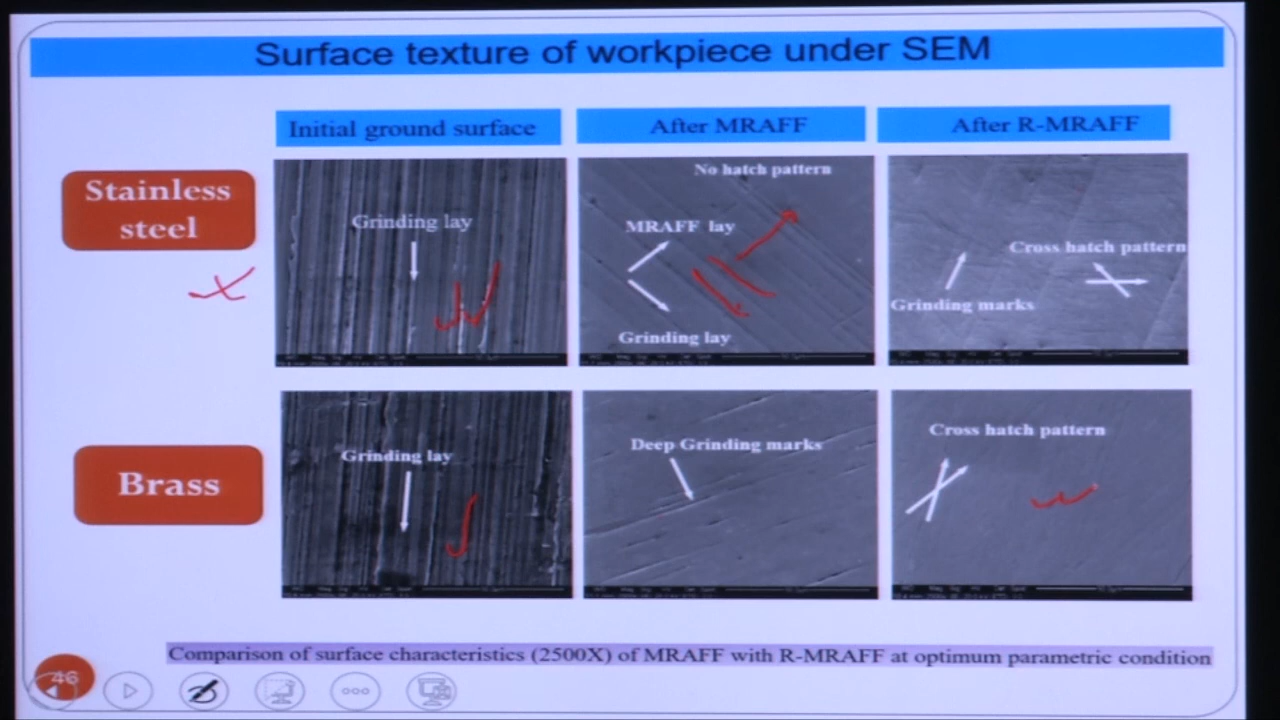 Surface texture of workpiece under SEM
Initial ground surface
After MRAFF
After R-MRAFF
Stainless
steel
Grinding lay
No hatch pattern
MRAFF lay
Grinding lay
Cross hatch pattern
Grinding marks
Brass
Grinding lay
Deep Grinding marks
Cross hatch pattern
Comparison of surface characteristics (2500X) of MRAFF with R-MRAFF at optimum parametric condition
46